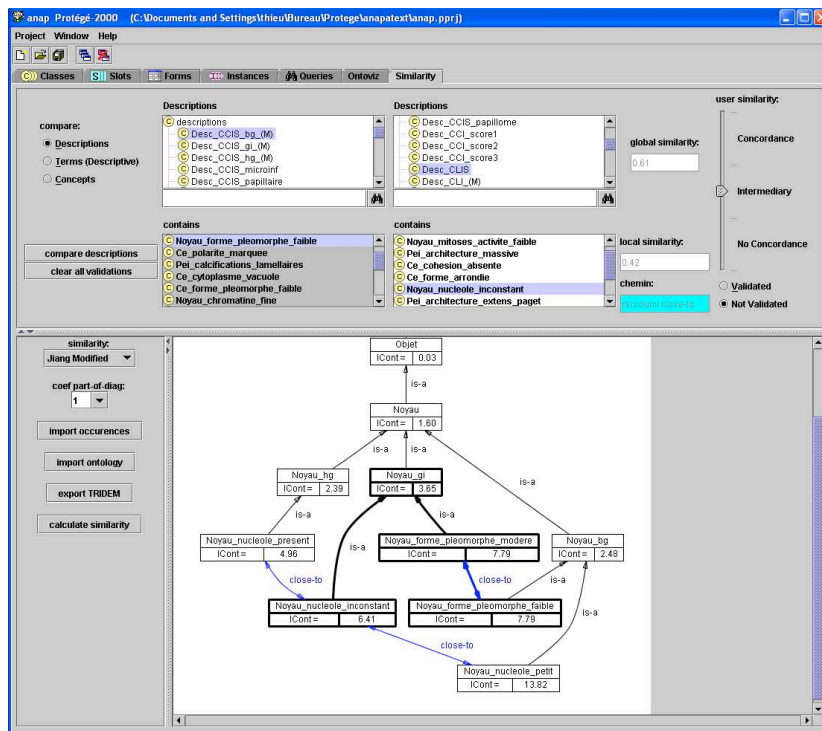 anap Protégé-2000 (C:\Documents and Settings\thieu\Bureau\Protege\anapatext\anap.pprj)
Project Window Help
Classes Slots Forms Instances Queries Ontoviz Similarity
compare:
Descriptions
Terms (Descriptive)
Concepts
compare descriptions
clear all validations
Descriptions
descriptions
Desc_CCIS_bg_(M)
Desc_CCIS_gi_(M)
Desc_CCIS_hg_(M)
Desc_CCIS_microinf
Desc_CCIS_papillaire
contains
Noyau_forme_pleomorphe_faible
Ce_polarite_marquee
Pei_calcifications_lamellaires
Ce_cytoplasme_vacuole
Ce_forme_pleomorphe_faible
Noyau_chromatine_fine
Descriptions
Desc_CCIS_papillome
Desc_CCI_score1
Desc_CCI_score2
Desc_CCI_score3
Desc_CLIS
Desc_CLI_(M)
contains
Noyau_mitoses_activite_faible
Pei_architecture_massive
Ce_cohesion_absente
Ce_forme_arrondie
Noyau_nucleole_inconstant
Pei_architecture_extens_paget
global similarity:
0.61
local similarity:
0.42
chemin:
raccourci close-to
user similarity:
Concordance
Intermediary
No Concordance
Validated
Not Validated
similarity:
Jiang Modified
coef part-of-diag:
1
import occurences
import ontology
export TRIDEM
calculate similarity
Objet
ICont = 0.03
is-a
Noyau
ICont = 1.60
is-a
is-a
is-a
Noyau_hg
ICont = 2.39
Noyau_gi
ICont = 3.65
is-a
is-a
is-a
Noyau_nucleole_present
ICont = 4.96
Noyau_forme_pleomorphe_modere
ICont = 7.79
Noyau_bg
ICont = 2.48
close-to
close-to
is-a
Noyau_nucleole_inconstant
ICont = 6.41
Noyau_forme_pleomorphe_faible
ICont = 7.79
is-a
close-to
Noyau_nucleole_petit
ICont = 13.82